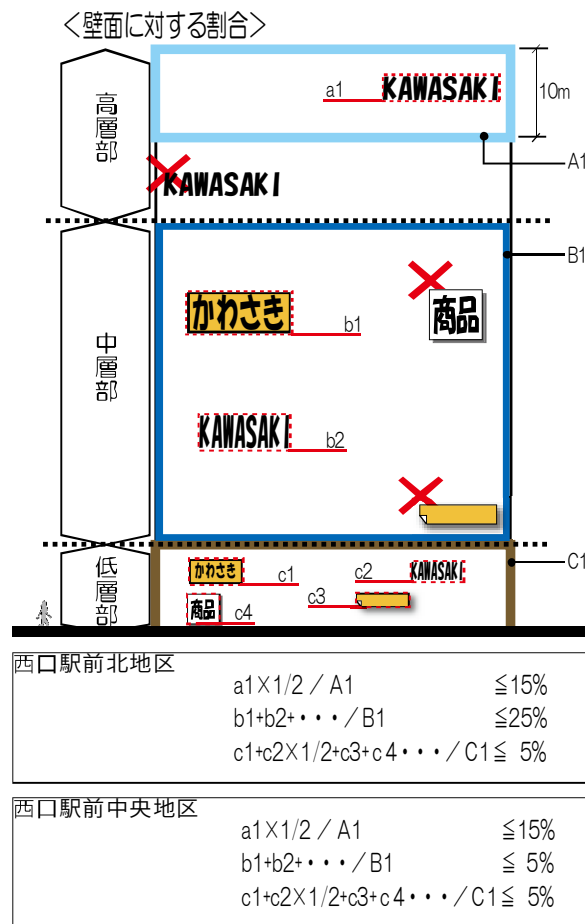 ＜壁面に対する割合＞
高層部
a1
KAWASAKI
10m
A1
KAWASAKI
B1
中層部
かわさき
b1
商品
KAWASAKI
b2
低層部
かわさき
c1
c2
KAWASAKI
C1
商品
c4
c3
西口駅前北地区
a1×1/2 ／ A1 ≦15%
b1+b2+・・・／B1 ≦25%
c1+c2×1/2+c3+c4・・・／C1≦ 5%
西口駅前中央地区
a1×1/2 ／ A1 ≦15%
b1+b2+・・・／B1 ≦ 5%
c1+c2×1/2+c3+c4・・・／C1≦ 5%